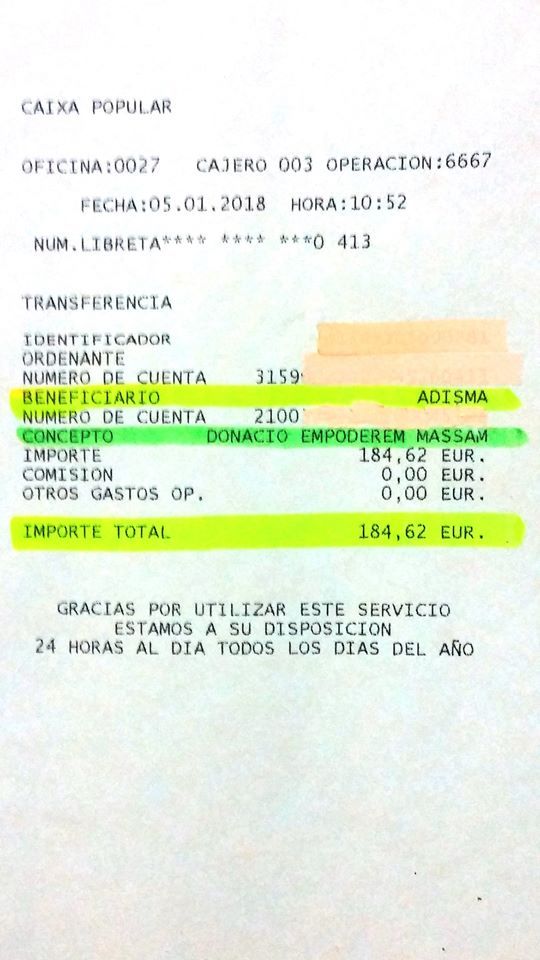 CAIXA POPULAR
OFICINA:0027 CAJERO 003 OPERACION:6667
FECHA:05.01.2018 HORA:10:52
NUM.LIBRETA**** **** ***0 413
TRANSFERENCIA
IDENTIFICADOR
ORDENANTE
NUMERO DE CUENTA 3159
BENEFICIARIO ADISMA
NUMERO DE CUENTA 2100
CONCEPTO DONACIO EMPODEREM MASSAM
IMPORTE 184,62 EUR.
COMISION 0,00 EUR.
OTROS GASTOS OP. 0,00 EUR.
IMPORTE TOTAL 184,62 EUR.
GRACIAS POR UTILIZAR ESTE SERVICIO
ESTAMOS A SU DISPOSICION
24 HORAS AL DIA TODOS LOS DIAS DEL AÑO